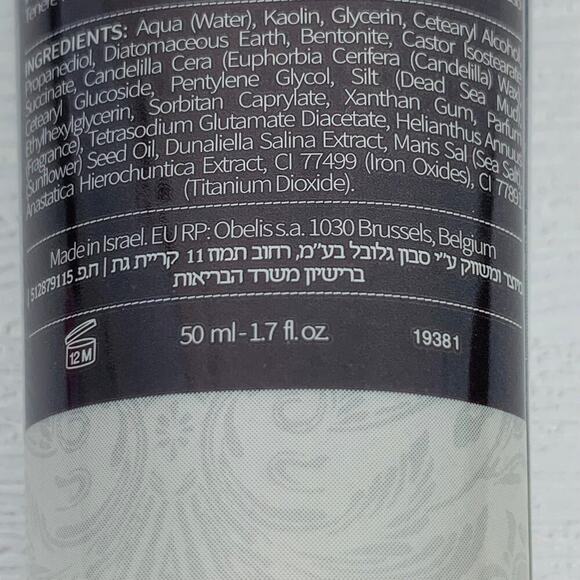 INGREDIENTS: Aqua (Water), Kaolin, Glycerin, Cetearyl Alcohol,
Propanediol, Diatomaceous Earth, Bentonite, Castor Isostearate
Succinate, Candelilla Cera (Euphorbia Cerifera (Candelilla) Wax),
Cetearyl Glucoside, Pentylene Glycol, Silt (Dead Sea Mud),
Ethylhexylglycerin, Sorbitan Caprylate, Xanthan Gum, Parfum
(Fragrance), Tetrasodium Glutamate Diacetate, Helianthus Annuus
(Sunflower) Seed Oil, Dunaliella Salina Extract, Maris Sal (Sea Salt),
Anastatica Hierochuntica Extract, CI 77499 (Iron Oxides), CI 77891
(Titanium Dioxide).
Made in Israel. EU RP: Obelis s.a. 1030 Brussels, Belgium
מיוצר ומשווק ע״י סבון גלובל בע״מ, רחוב תמוז 11 קריית גת | ח.פ. 512879115 |
ברישיון משרד הבריאות
12M
50 ml - 1.7 fl. oz.
19381